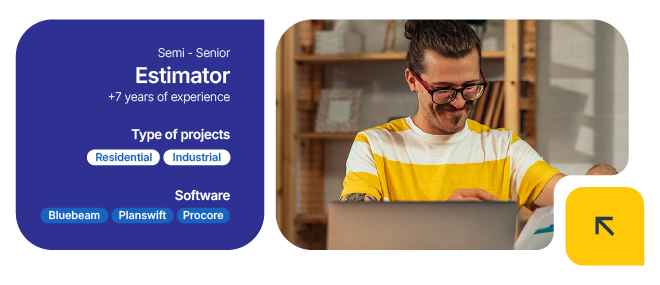 Semi - Senior
Estimator
+7 years of experience
Type of projects
Residential Industrial
Software
Bluebeam Planswift Procore